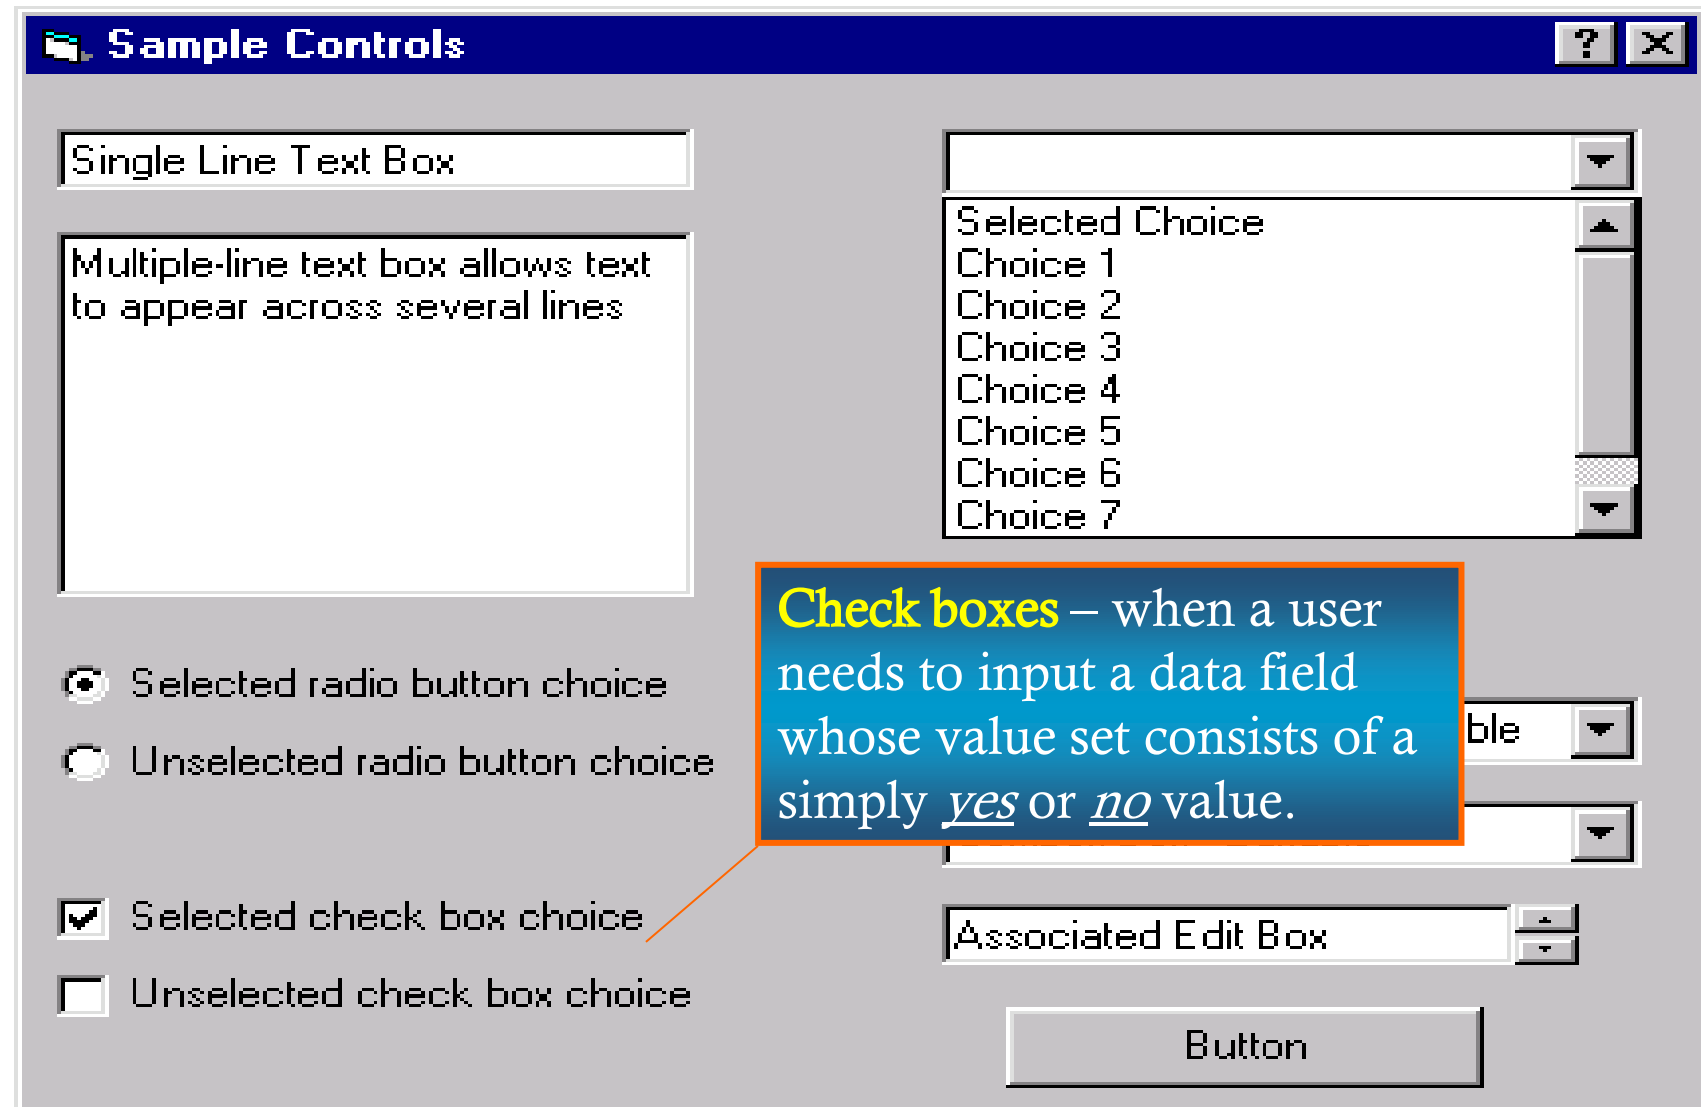 Sample Controls
Single Line Text Box
Multiple-line text box allows text
to appear across several lines
Selected radio button choice
Unselected radio button choice
Selected check box choice
Unselected check box choice
Selected Choice
Choice 1
Choice 2
Choice 3
Choice 4
Choice 5
Choice 6
Choice 7
Check boxes – when a user
needs to input a data field
whose value set consists of a
simply yes or no value.
ble
Associated Edit Box
Button